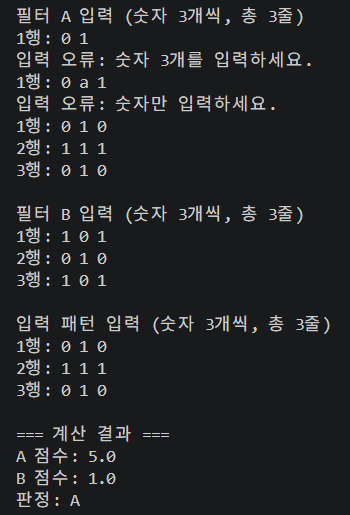 필터 A 입력 (숫자 3개씩, 총 3줄)
1행: 0 1
입력 오류: 숫자 3개를 입력하세요.
1행: 0 a 1
입력 오류: 숫자만 입력하세요.
1행: 0 1 0
2행: 1 1 1
3행: 0 1 0
필터 B 입력 (숫자 3개씩, 총 3줄)
1행: 1 0 1
2행: 0 1 0
3행: 1 0 1
입력 패턴 입력 (숫자 3개씩, 총 3줄)
1행: 0 1 0
2행: 1 1 1
3행: 0 1 0
=== 계산 결과 ===
A 점수: 5.0
B 점수: 1.0
판정: A